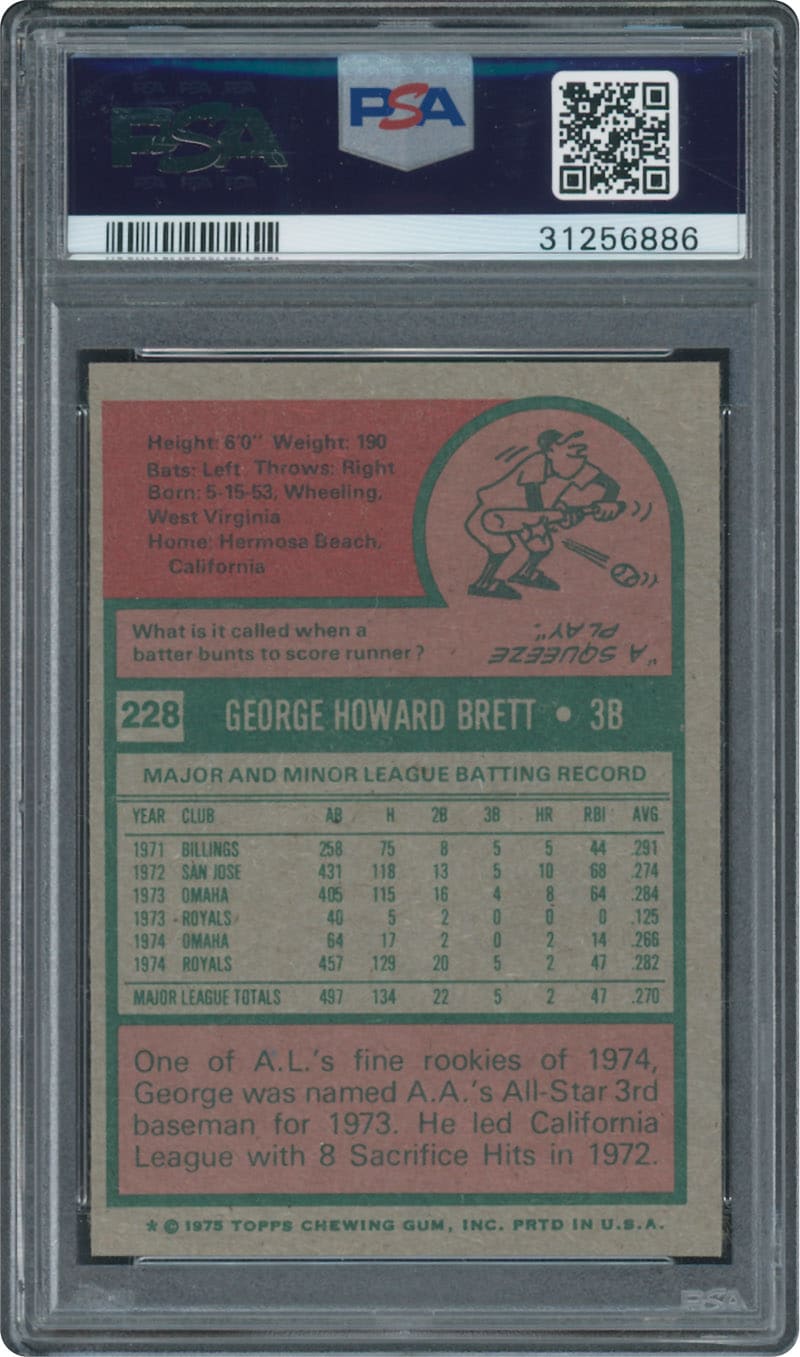 PSA
PSA
31256886
Height: 6'0" Weight: 190
Bats: Left Throws: Right
Born: 5-15-53, Wheeling,
West Virginia
Home: Hermosa Beach,
California
What is it called when a
batter bunts to score runner?
"A SQUEEZE
PLAY".
228 GEORGE HOWARD BRETT • 3B
MAJOR AND MINOR LEAGUE BATTING RECORD
YEAR CLUB AB H 2B 3B HR RBI AVG
1971 BILLINGS 258 75 8 5 5 44 .291
1972 SAN JOSE 431 118 13 5 10 68 .274
1973 OMAHA 405 115 16 4 8 64 .284
1973 ROYALS 40 5 2 0 0 0 .125
1974 OMAHA 64 17 2 0 2 14 .266
1974 ROYALS 457 129 20 5 2 47 .282
MAJOR LEAGUE TOTALS 497 134 22 5 2 47 .270
One of A.L.'s fine rookies of 1974,
George was named A.A.'s All-Star 3rd
baseman for 1973. He led California
League with 8 Sacrifice Hits in 1972.
* © 1975 TOPPS CHEWING GUM, INC. PRTD IN U.S.A.
PSA